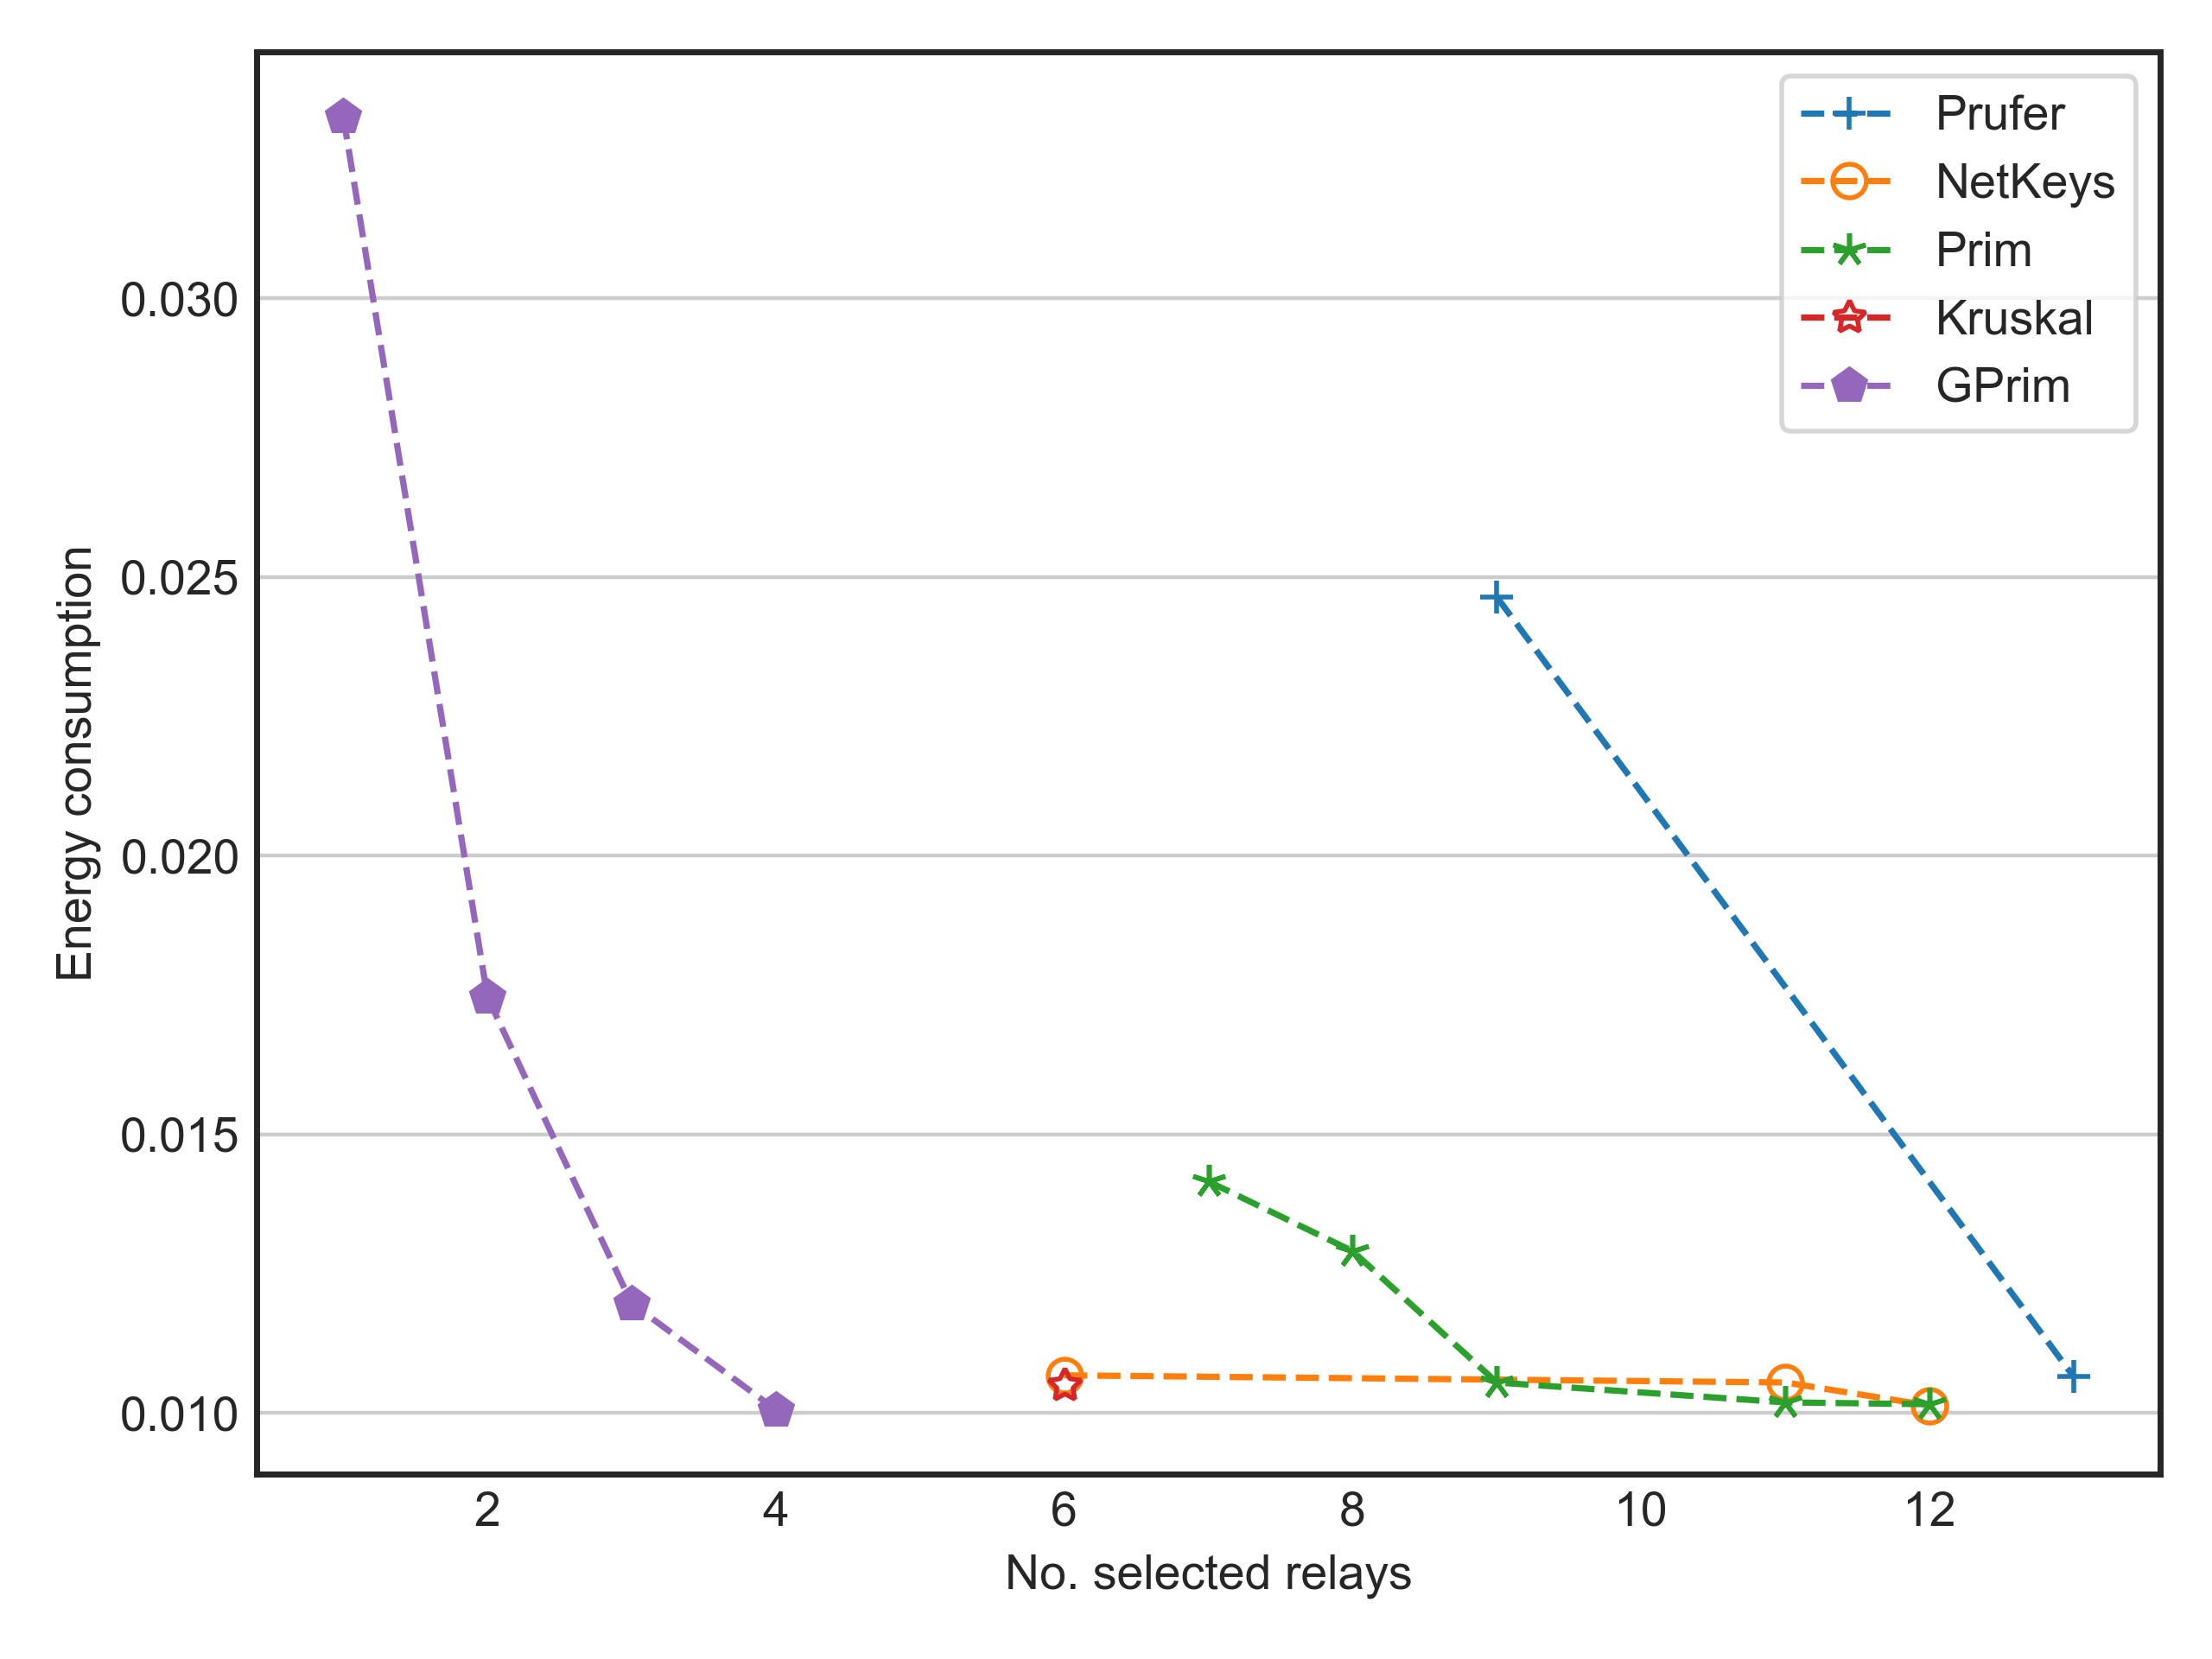 Prufer
NetKeys
Prim
Kruskal
GPrim
Energy consumption
0.030
0.025
0.020
0.015
0.010
2 4 6 8 10 12
No. selected relays